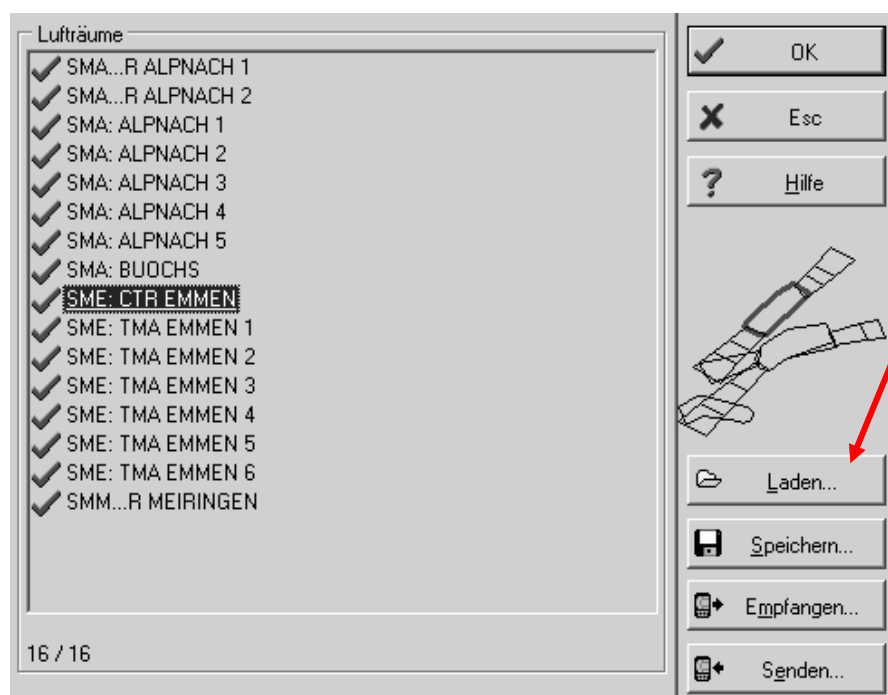 Lufträume
SMA...R ALPNACH 1
SMA...R ALPNACH 2
SMA: ALPNACH 1
SMA: ALPNACH 2
SMA: ALPNACH 3
SMA: ALPNACH 4
SMA: ALPNACH 5
SMA: BUOCHS
SME: CTR EMMEN
SME: TMA EMMEN 1
SME: TMA EMMEN 2
SME: TMA EMMEN 3
SME: TMA EMMEN 4
SME: TMA EMMEN 5
SME: TMA EMMEN 6
SMM...R MEIRINGEN
16 / 16
OK
Esc
Hilfe
Laden...
Speichern...
Empfangen...
Senden...